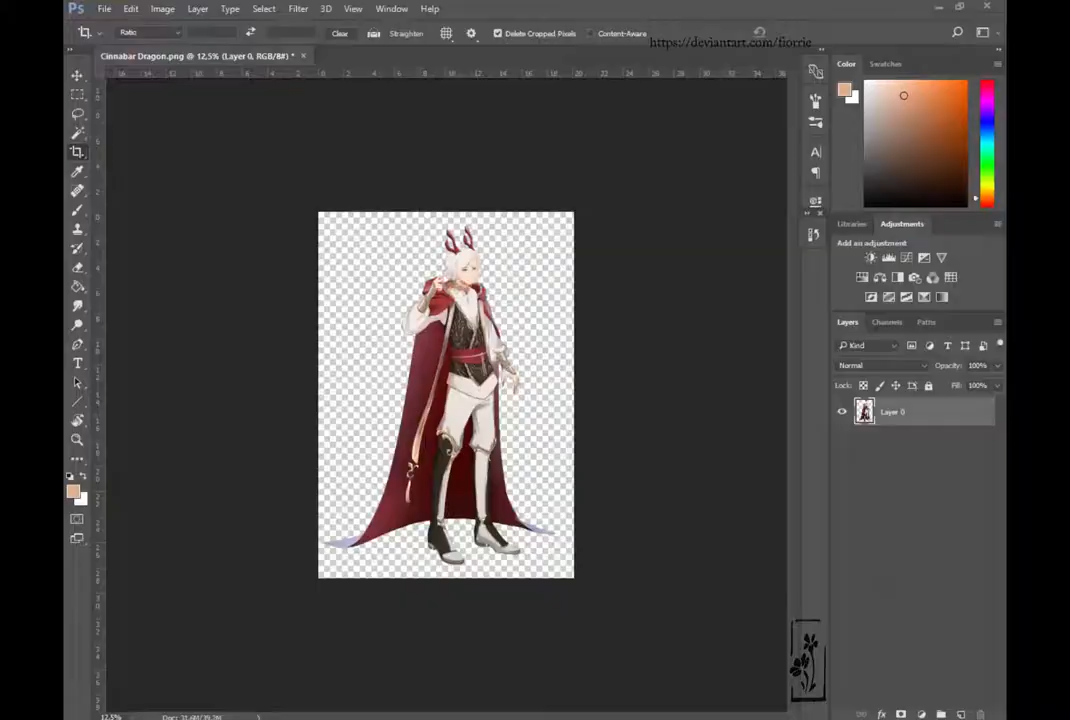 Ps File Edit Image Layer Type Select Filter 3D View Window Help
Ratio Clear Straighten Delete Cropped Pixels Content-Aware
https://deviantart.com/fiorrie
Cinnabar Dragon.png @ 12,5% (Layer 0, RGB/8#) *
Color Swatches
Libraries Adjustments
Add an adjustment
Layers Channels Paths
Kind
Normal Opacity: 100%
Lock: Fill: 100%
Layer 0
12,5%